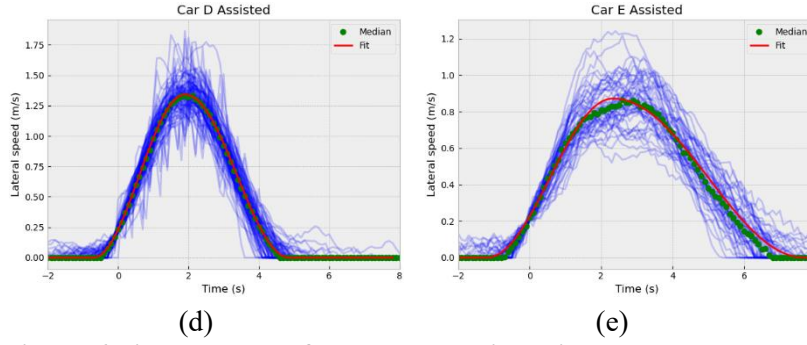 Car D Assisted
Median
Fit
1.75
1.50
1.25
1.00
0.75
0.50
0.25
0.00
Lateral speed (m/s)
−2
0
2
4
6
8
Time (s)
(d)
Car E Assisted
Median
Fit
1.2
1.0
0.8
0.6
0.4
0.2
0.0
Lateral speed (m/s)
−2
0
2
4
6
Time (s)
(e)